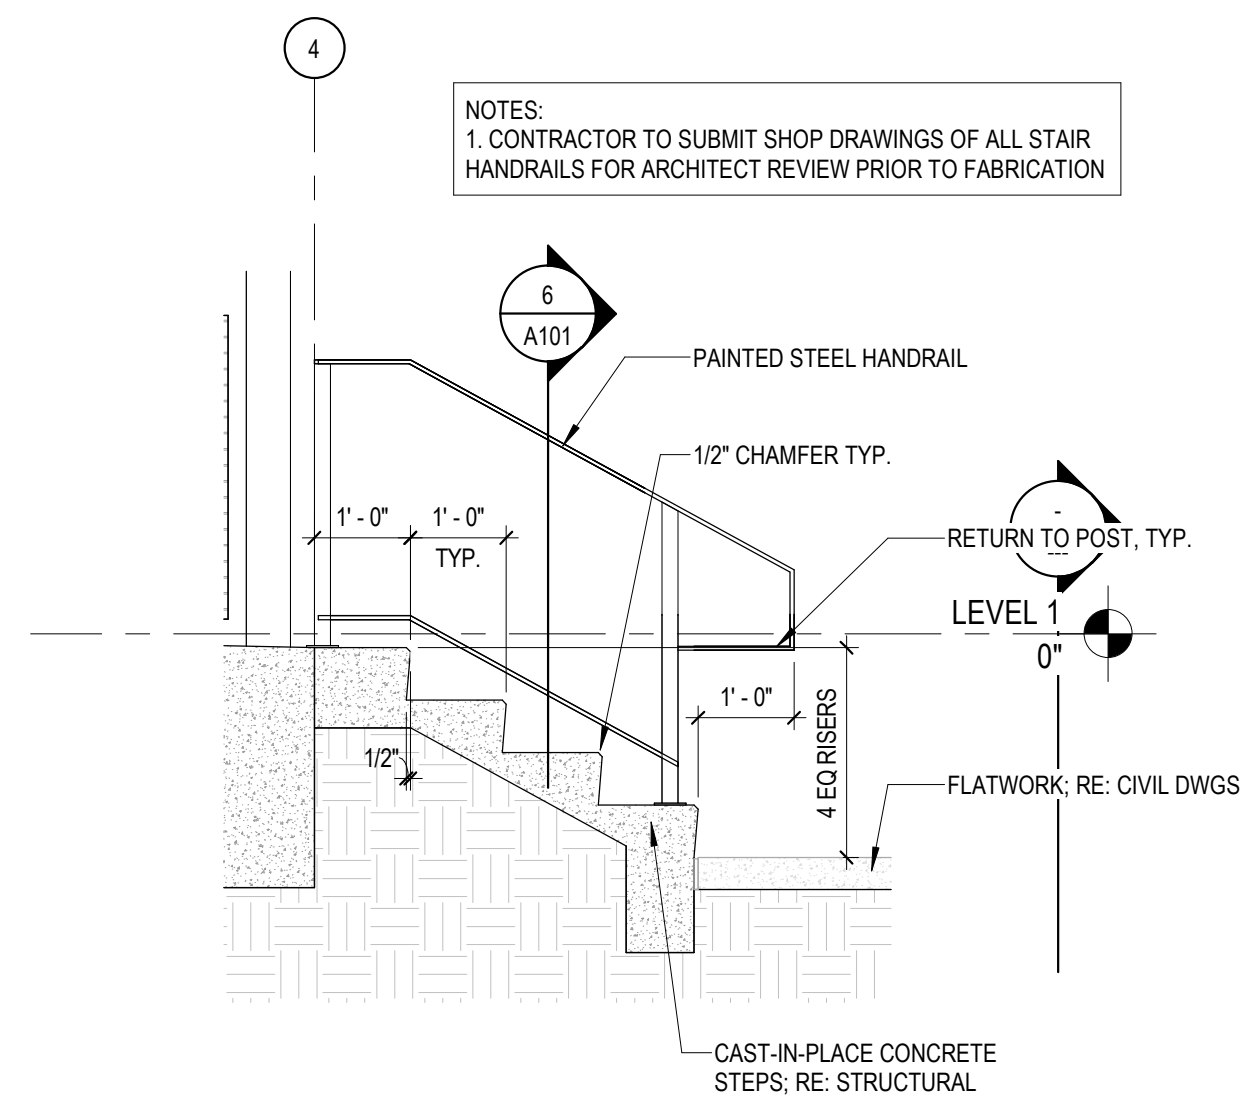 4
NOTES:
1. CONTRACTOR TO SUBMIT SHOP DRAWINGS OF ALL STAIR
HANDRAILS FOR ARCHITECT REVIEW PRIOR TO FABRICATION
6
A101
PAINTED STEEL HANDRAIL
1/2" CHAMFER TYP.
1' - 0"
1' - 0"
TYP.
-
RETURN TO POST, TYP.
---
LEVEL 1
0"
1' - 0"
4 EQ RISERS
1/2"
FLATWORK; RE: CIVIL DWGS
CAST-IN-PLACE CONCRETE
STEPS; RE: STRUCTURAL